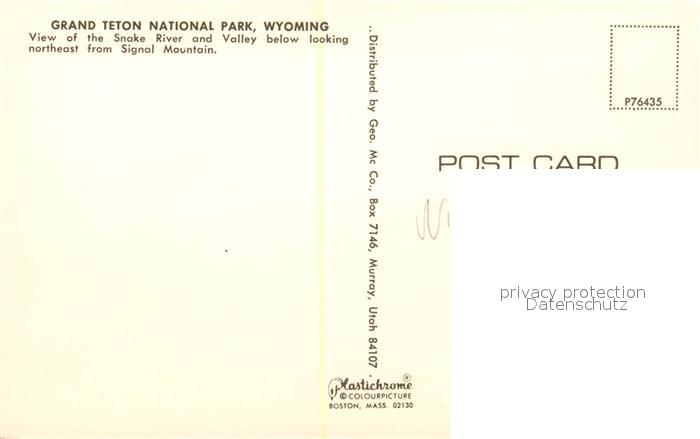 GRAND TETON NATIONAL PARK, WYOMING
View of the Snake River and Valley below looking
northeast from Signal Mountain.
.. Distributed by Geo. Mc Co., Box 7146, Murray, Utah 84107 .
P76435
POST CARD
privacy protection
Datenschutz
Plastichrome®
© COLOURPICTURE
BOSTON, MASS. 02130